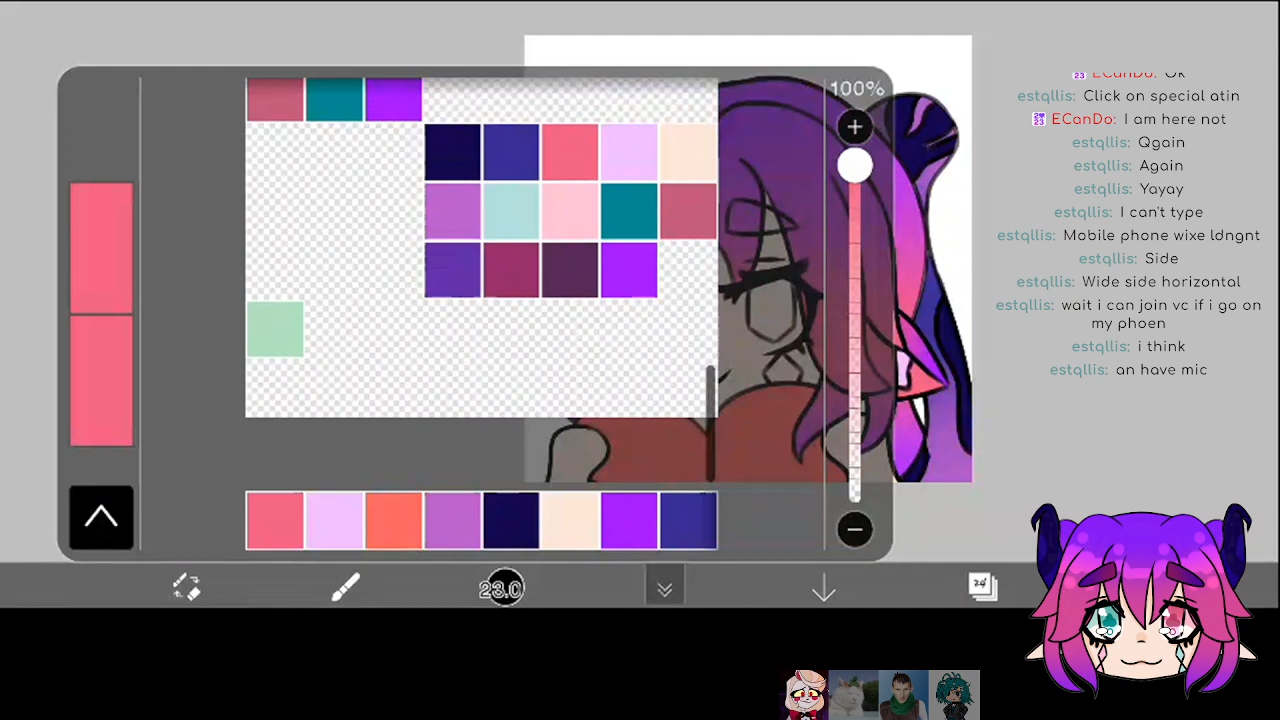 100%
ECanDo: Ok
estqllis: Click on special atin
ECanDo: I am here not
estqllis: Qgain
estqllis: Again
estqllis: Yayay
estqllis: I can't type
estqllis: Mobile phone wixe ldngnt
estqllis: Side
estqllis: Wide side horizontal
estqllis: wait i can join vc if i go on
my phoen
estqllis: i think
estqllis: an have mic
23.0
24